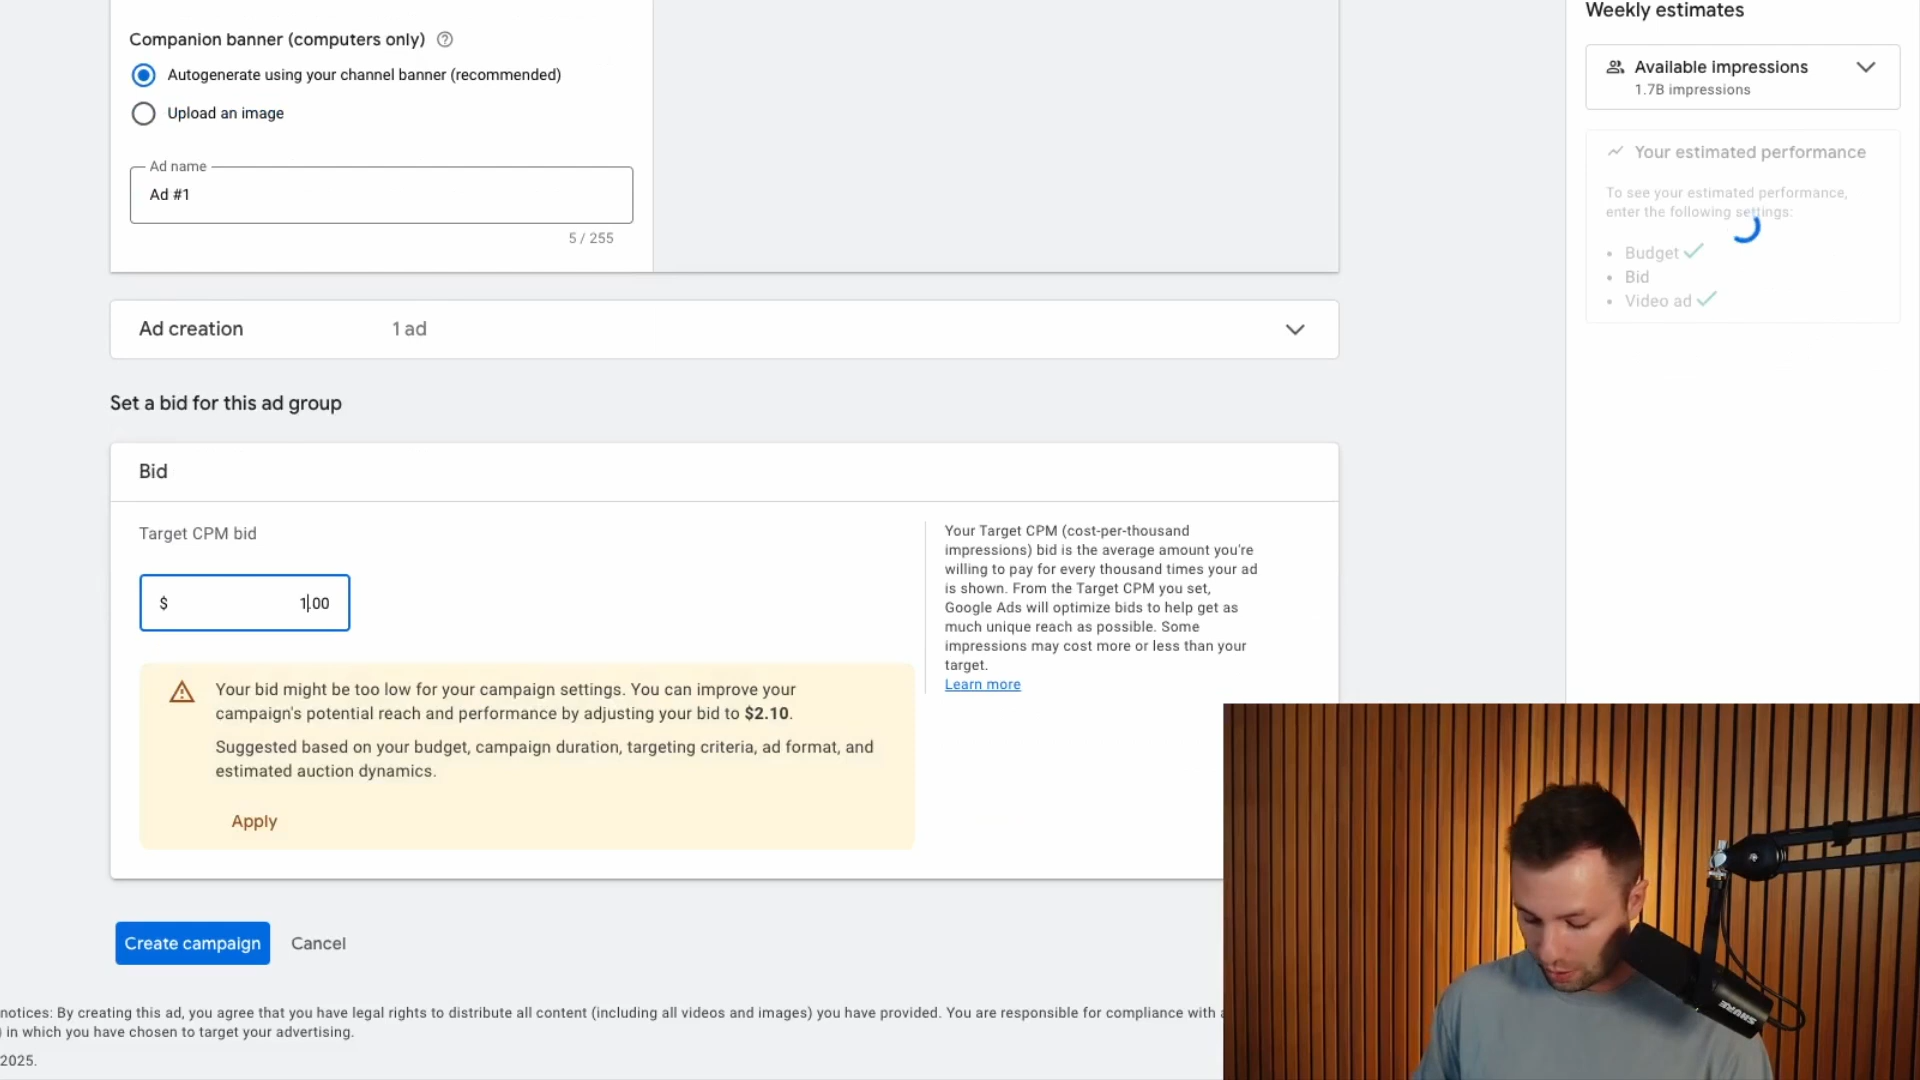 Companion banner (computers only)
Autogenerate using your channel banner (recommended)
Upload an image
Ad name
Ad #1
5 / 255
Ad creation
1 ad
Set a bid for this ad group
Bid
Target CPM bid
$ 1.00
Your bid might be too low for your campaign settings. You can improve your
campaign's potential reach and performance by adjusting your bid to $2.10.
Suggested based on your budget, campaign duration, targeting criteria, ad format, and
estimated auction dynamics.
Apply
Your Target CPM (cost-per-thousand
impressions) bid is the average amount you're
willing to pay for every thousand times your ad
is shown. From the Target CPM you set,
Google Ads will optimize bids to help get as
much unique reach as possible. Some
impressions may cost more or less than your
target.
Learn more
Create campaign
Cancel
notices: By creating this ad, you agree that you have legal rights to distribute all content (including all videos and images) you have provided. You are responsible for compliance with
in which you have chosen to target your advertising.
2025.
Weekly estimates
Available impressions
1.7B impressions
Your estimated performance
To see your estimated performance,
enter the following settings:
• Budget
• Bid
• Video ad
SHURE